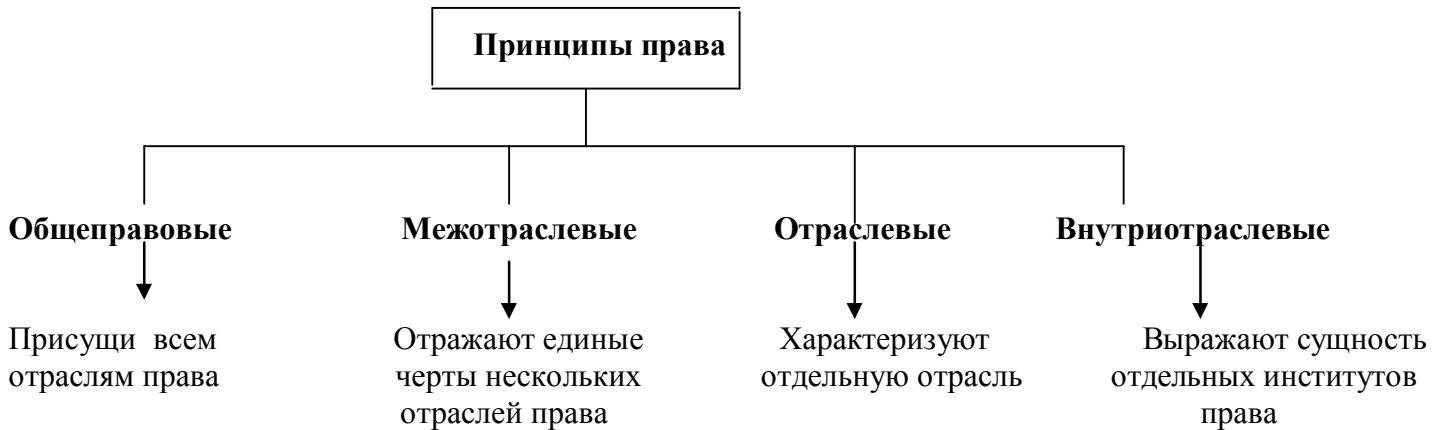 Принципы права
Общеправовые
Межотраслевые
Отраслевые
Внутриотраслевые
Присущи всем
отраслям права
Отражают единые
черты нескольких
отраслей права
Характеризуют
отдельную отрасль
Выражают сущность
отдельных институтов
права